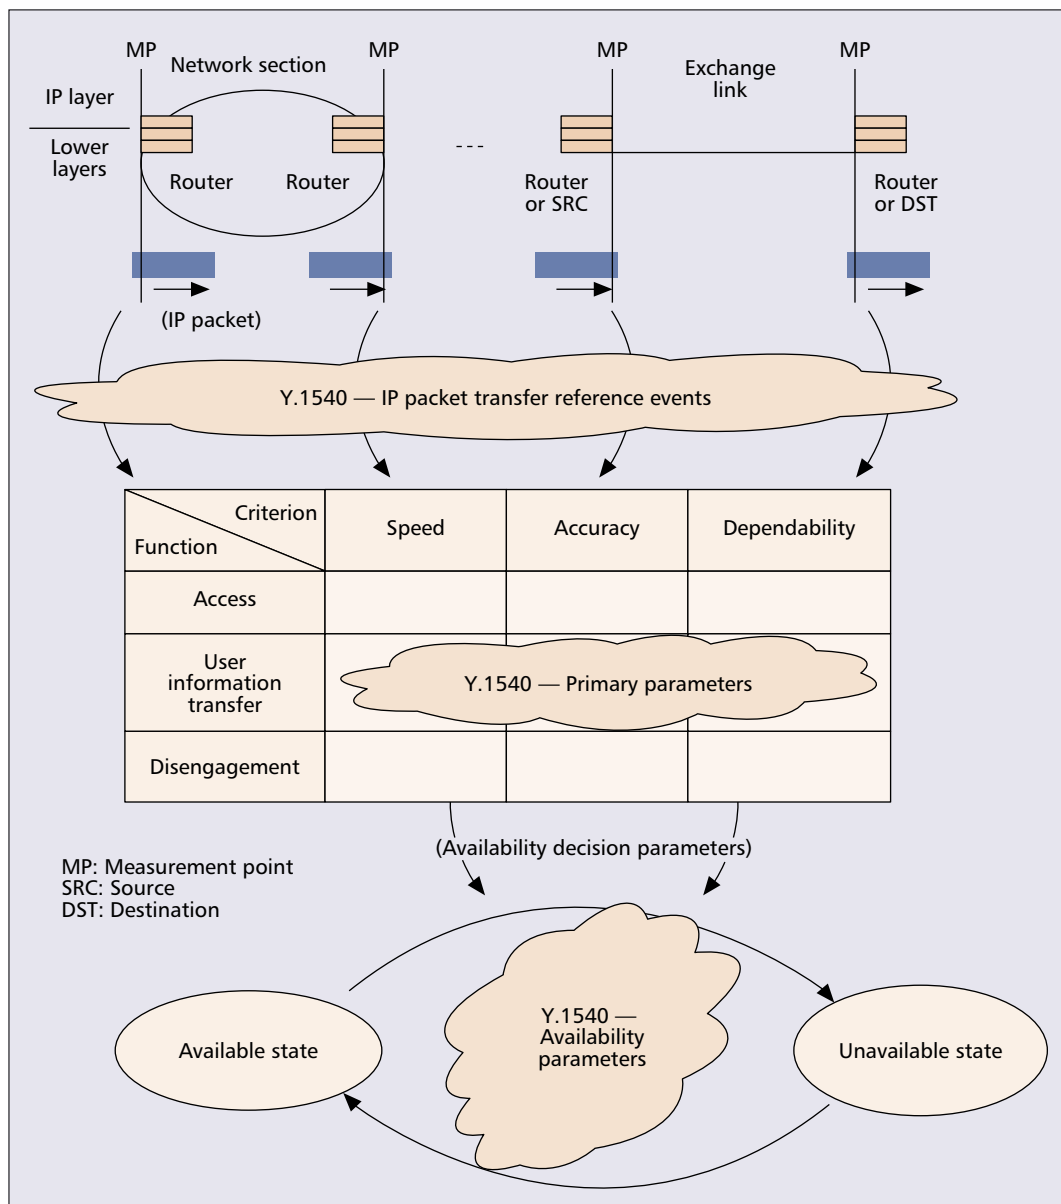 MP
MP
MP
MP
Network section
Exchange
link
IP layer
Lower
layers
Router
Router
---
Router
or SRC
Router
or DST
(IP packet)
Y.1540 — IP packet transfer reference events
Criterion
Function
Speed
Accuracy
Dependability
Access
User
information
transfer
Y.1540 — Primary parameters
Disengagement
(Availability decision parameters)
MP: Measurement point
SRC: Source
DST: Destination
Available state
Y.1540 —
Availability
parameters
Unavailable state